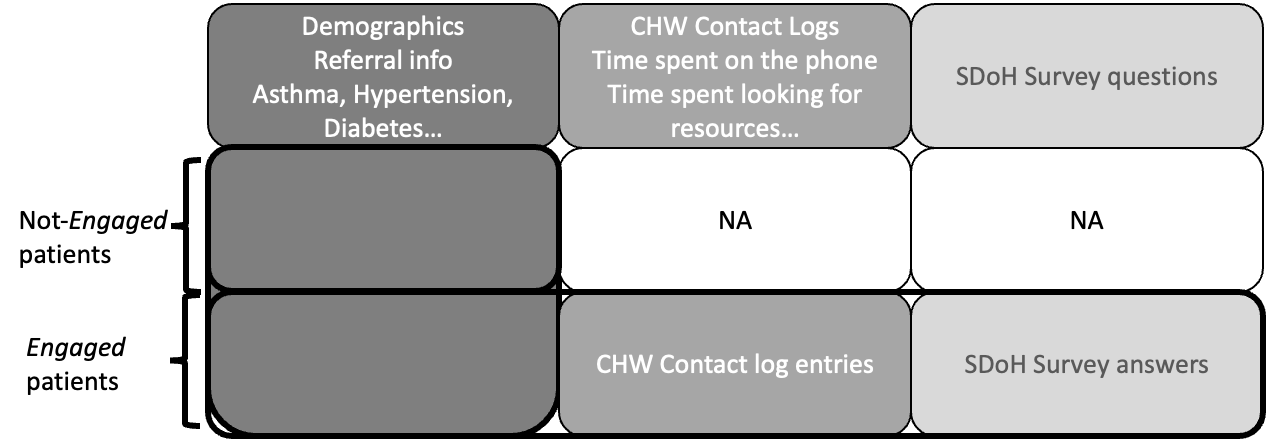 Demographics
Referral info
Asthma, Hypertension,
Diabetes...
CHW Contact Logs
Time spent on the phone
Time spent looking for
resources...
SDoH Survey questions
Not-Engaged
patients
NA
NA
Engaged
patients
CHW Contact log entries
SDoH Survey answers